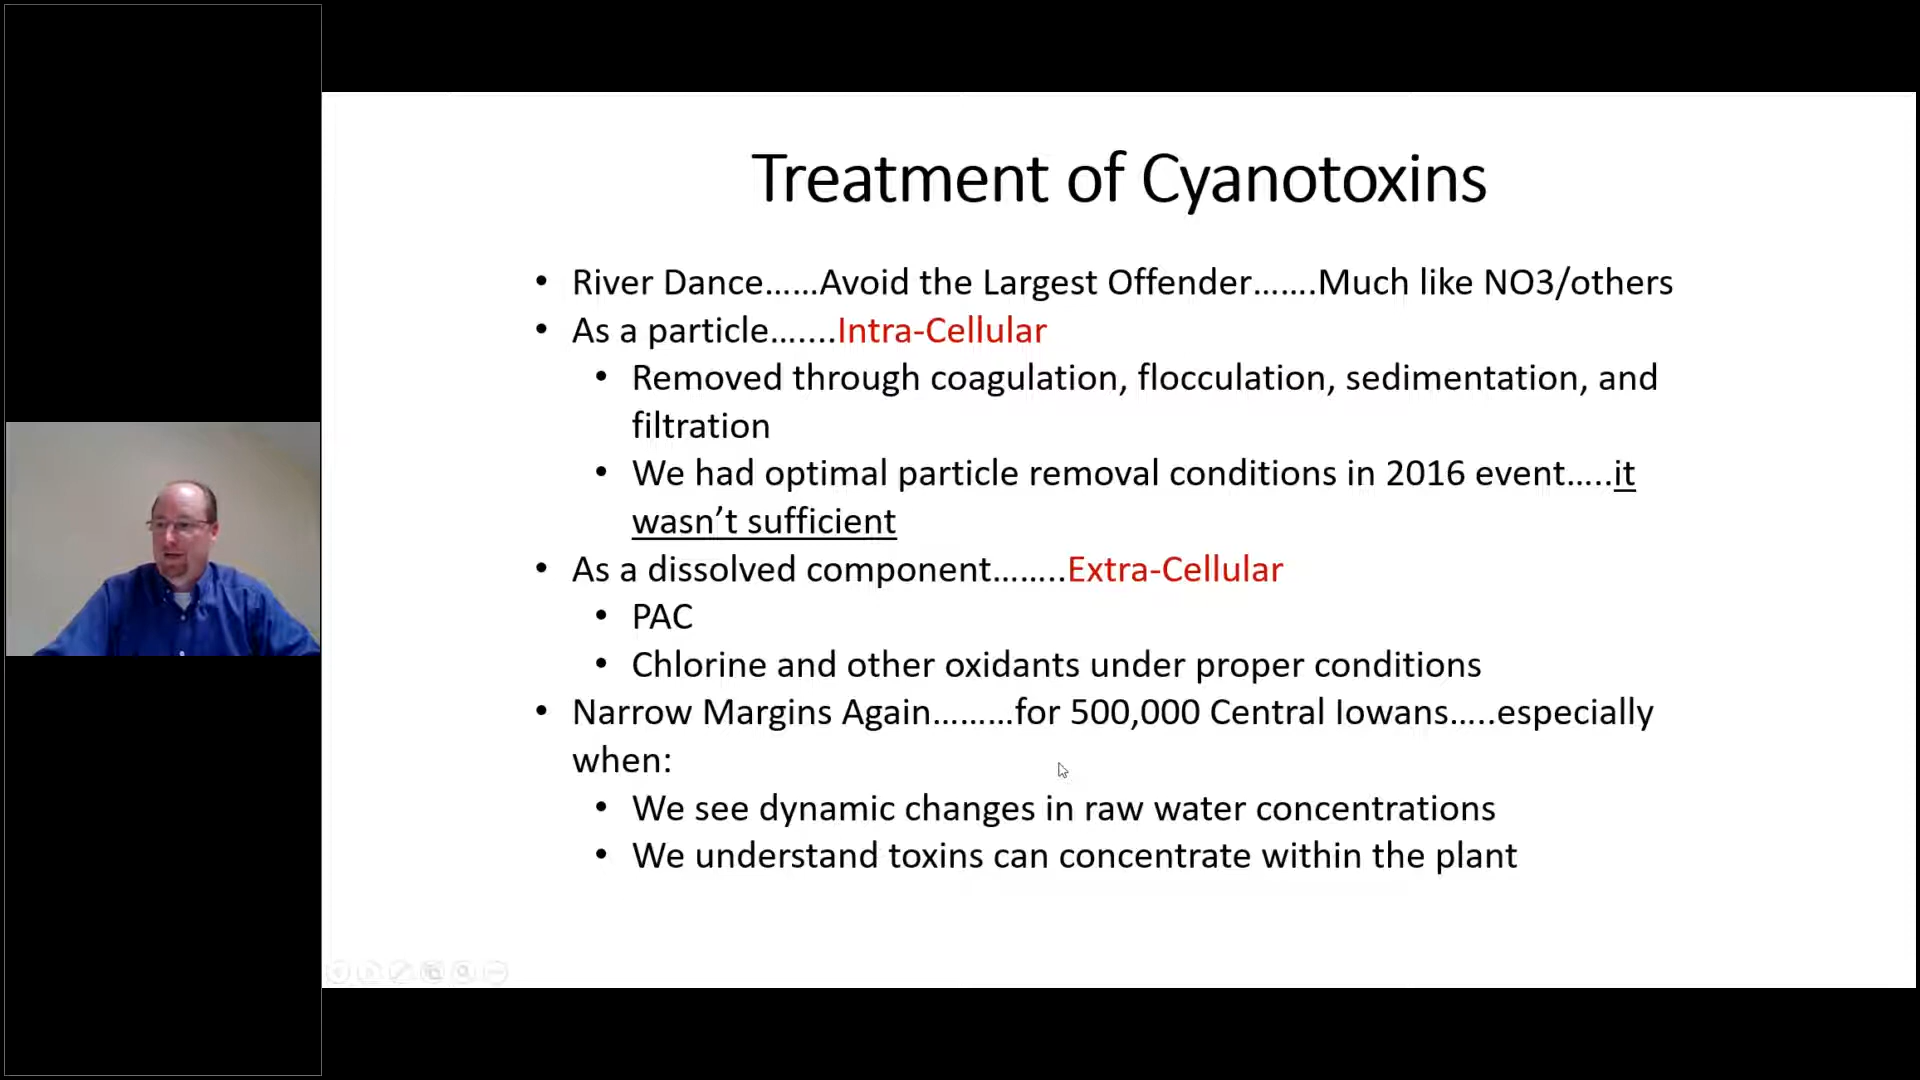 Treatment of Cyanotoxins
• River Dance……Avoid the Largest Offender…….Much like NO3/others
• As a particle…....Intra-Cellular
• Removed through coagulation, flocculation, sedimentation, and
filtration
• We had optimal particle removal conditions in 2016 event…..it
wasn’t sufficient
• As a dissolved component……..Extra-Cellular
• PAC
• Chlorine and other oxidants under proper conditions
• Narrow Margins Again………for 500,000 Central Iowans…..especially
when:
• We see dynamic changes in raw water concentrations
• We understand toxins can concentrate within the plant